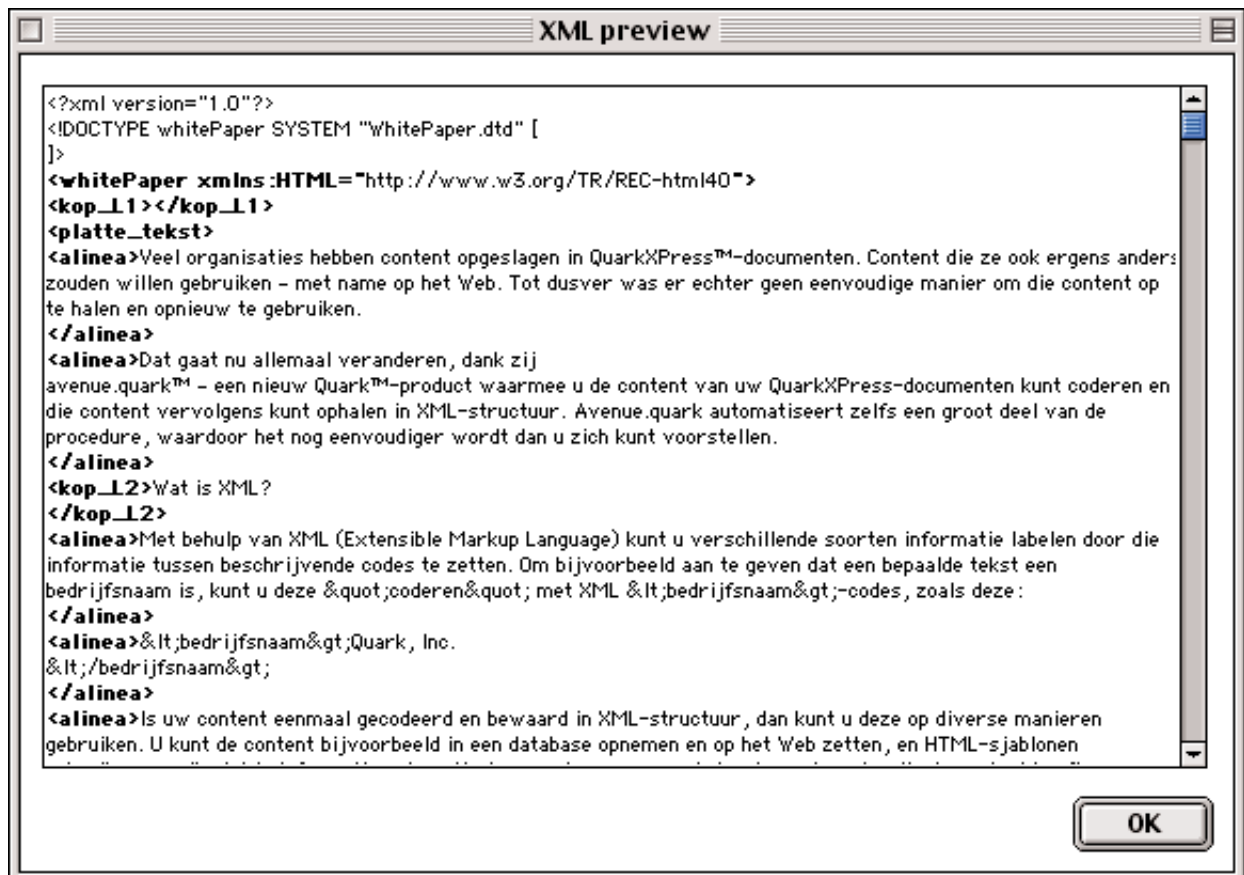 XML preview
<?xml version="1.0"?>
<!DOCTYPE whitePaper SYSTEM "WhitePaper.dtd" [
]>
<whitePaper xmlns:HTML="http://www.w3.org/TR/REC-html40">
<kop_L1></kop_L1>
<platte_tekst>
<alinea>Veel organisaties hebben content opgeslagen in QuarkXPress™-documenten. Content die ze ook ergens anders
zouden willen gebruiken – met name op het Web. Tot dusver was er echter geen eenvoudige manier om die content op
te halen en opnieuw te gebruiken.
</alinea>
<alinea>Dat gaat nu allemaal veranderen, dank zij
avenue.quark™ – een nieuw Quark™-product waarmee u de content van uw QuarkXPress-documenten kunt coderen en
die content vervolgens kunt ophalen in XML-structuur. Avenue.quark automatiseert zelfs een groot deel van de
procedure, waardoor het nog eenvoudiger wordt dan u zich kunt voorstellen.
</alinea>
<kop_L2>Wat is XML?
</kop_L2>
<alinea>Met behulp van XML (Extensible Markup Language) kunt u verschillende soorten informatie labelen door die
informatie tussen beschrijvende codes te zetten. Om bijvoorbeeld aan te geven dat een bepaalde tekst een
bedrijfsnaam is, kunt u deze &quot;coderen&quot; met XML &lt;bedrijfsnaam&gt;-codes, zoals deze:
</alinea>
<alinea>&lt;bedrijfsnaam&gt;Quark, Inc.
&lt;/bedrijfsnaam&gt;
</alinea>
<alinea>Is uw content eenmaal gecodeerd en bewaard in XML-structuur, dan kunt u deze op diverse manieren
gebruiken. U kunt de content bijvoorbeeld in een database opnemen en op het Web zetten, en HTML-sjablonen
OK